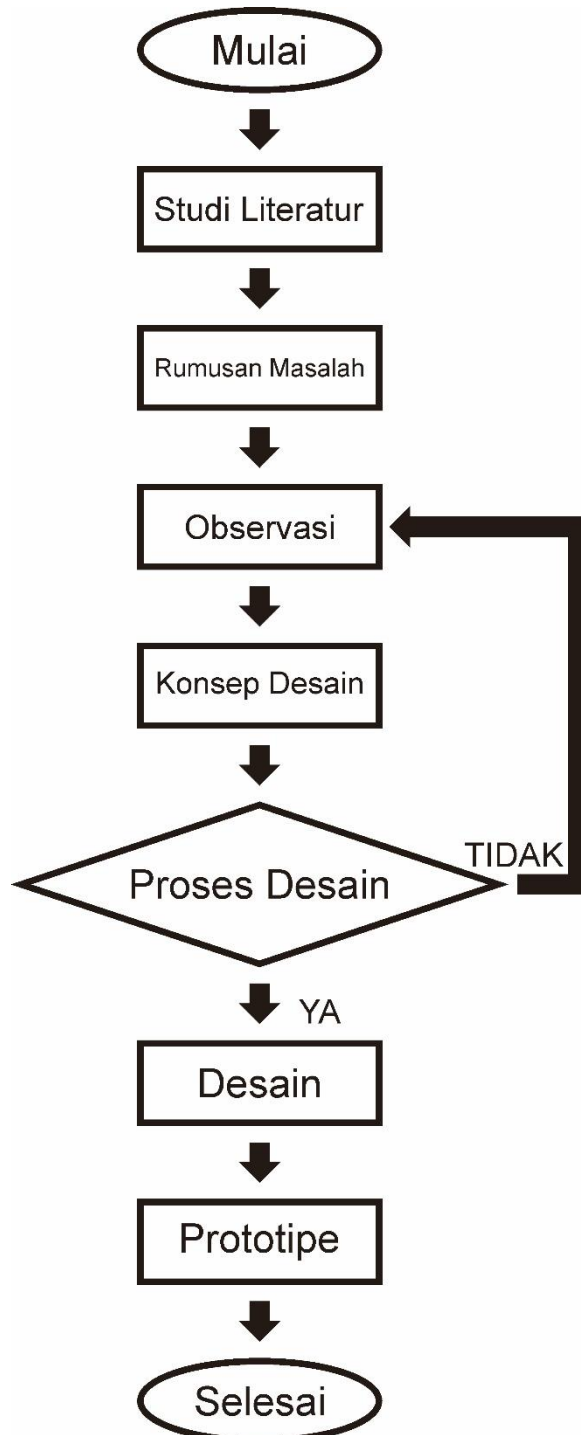 Mulai
Studi Literatur
Rumusan Masalah
Observasi
Konsep Desain
Proses Desain
TIDAK
YA
Desain
Prototipe
Selesai